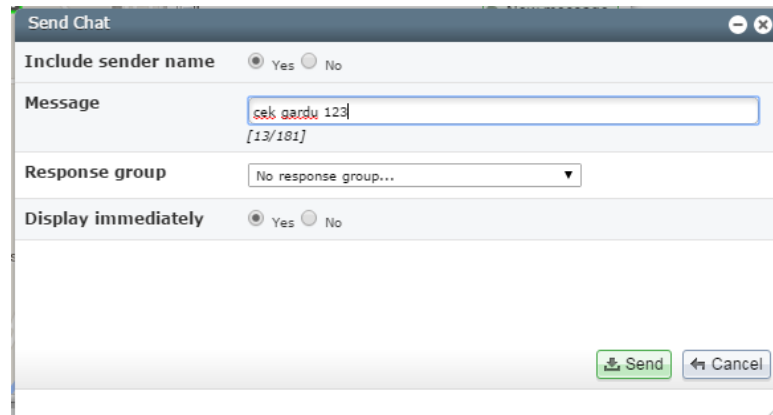 Send Chat
Include sender name Yes No
Message cek gardu 123
[13/181]
Response group No response group...
Display immediately Yes No
Send Cancel